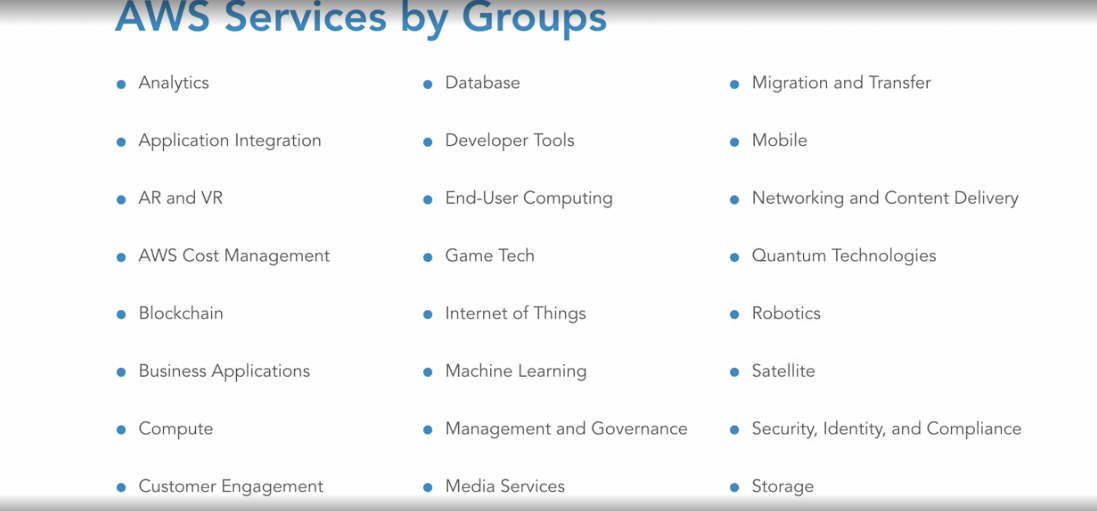 AWS Services by Groups
Analytics
Application Integration
AR and VR
AWS Cost Management
Blockchain
Business Applications
Compute
Customer Engagement
Database
Developer Tools
End-User Computing
Game Tech
Internet of Things
Machine Learning
Management and Governance
Media Services
Migration and Transfer
Mobile
Networking and Content Delivery
Quantum Technologies
Robotics
Satellite
Security, Identity, and Compliance
Storage